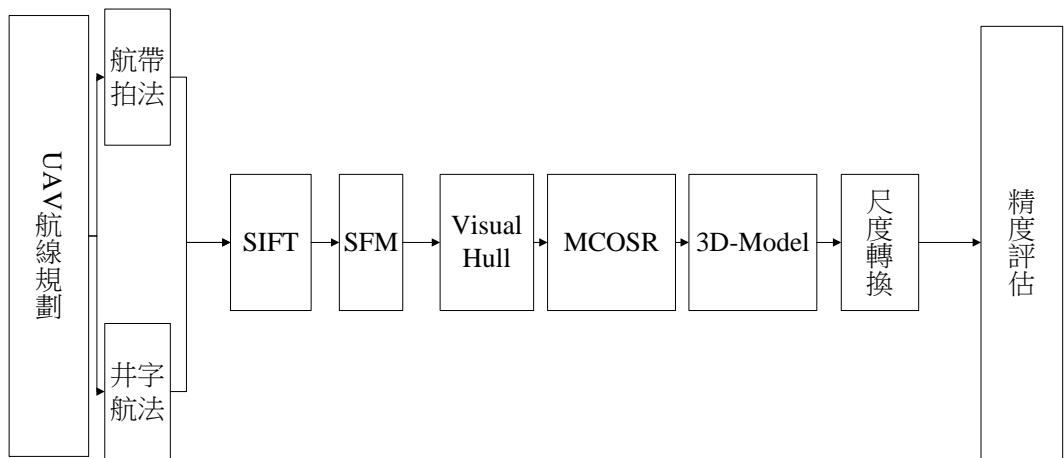 UAV航線規劃
航帶
拍法
井字
航法
SIFT
SFM
Visual
Hull
MCOSR
3D-Model
尺度轉換
精度評估